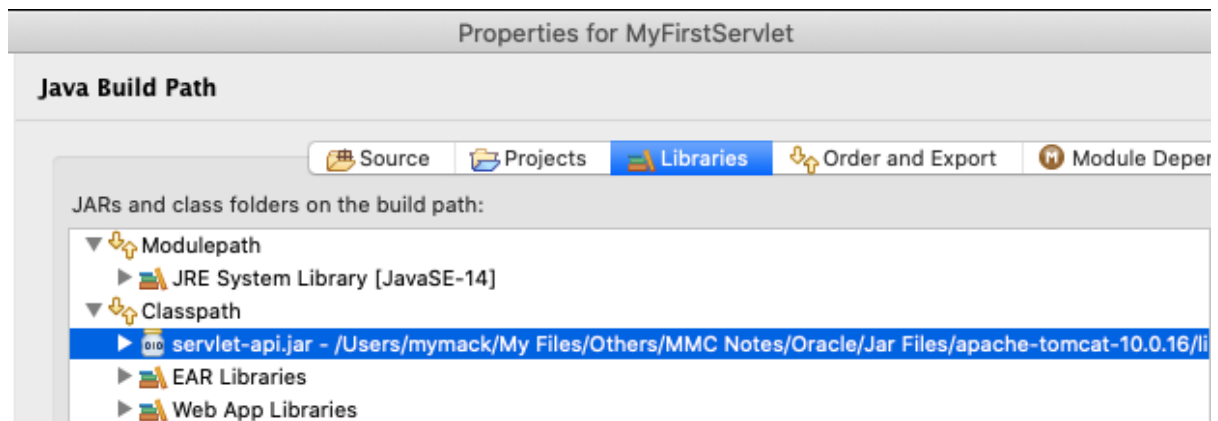 Properties for MyFirstServlet
Java Build Path
Source Projects Libraries Order and Export Module Deper
JARs and class folders on the build path:
Modulepath
JRE System Library [JavaSE-14]
Classpath
servlet-api.jar - /Users/mymack/My Files/Others/MMC Notes/Oracle/Jar Files/apache-tomcat-10.0.16/li
EAR Libraries
Web App Libraries